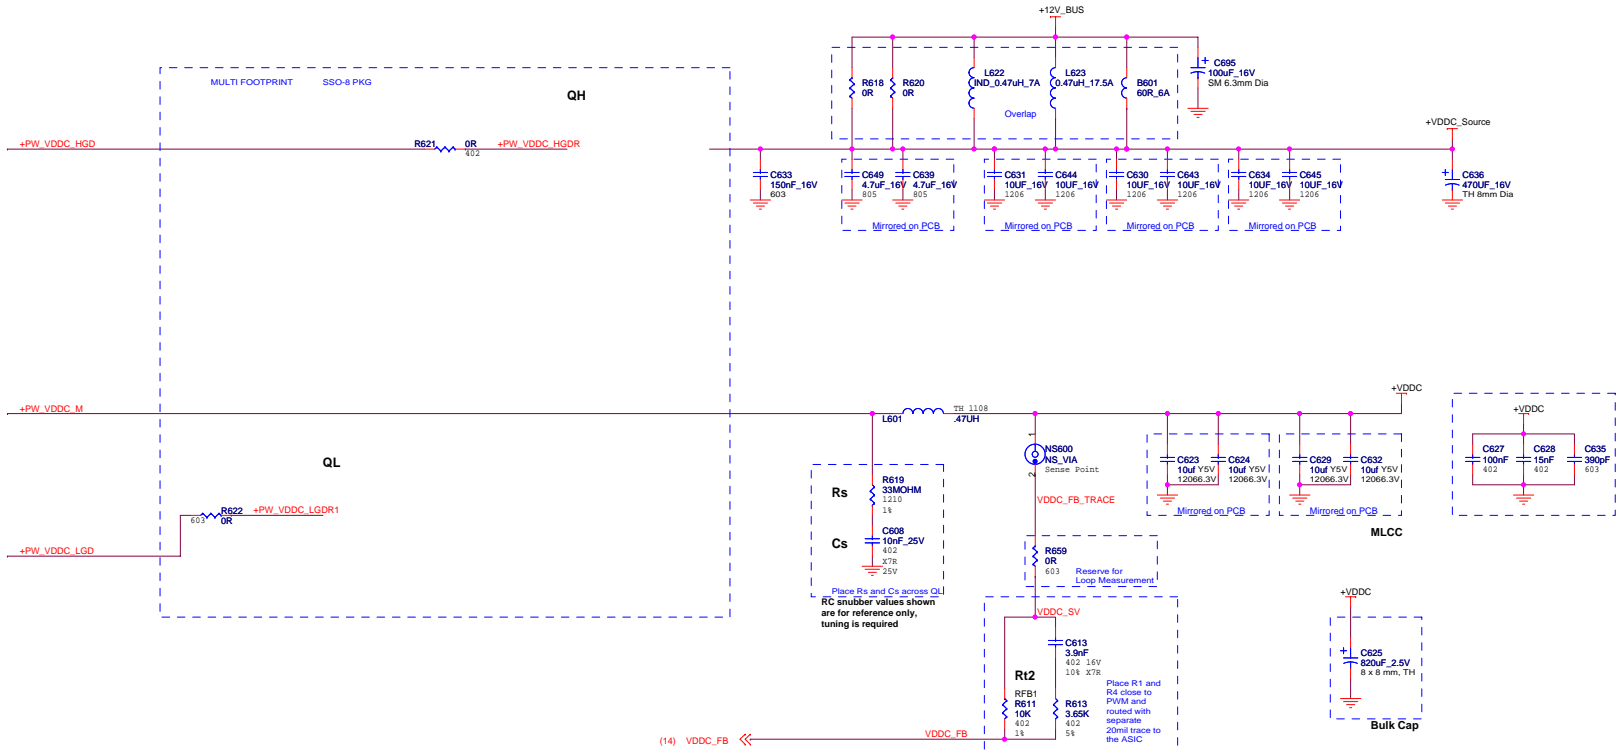 +12V_BUS
MULTI FOOTPRINT SSO-8 PKG
QH
R618
0R
R620
0R
L622
IND_0.47uH_7A
L623
0.47uH_17.5A
B601
60R_6A
C695
100uF_16V
SM 6.3mm Dia
Overlap
+VDDC_Source
+PW_VDDC_HGD
R621
0R
402
+PW_VDDC_HGDR
C633
150nF_16V
603
C649
4.7uF_16V
805
C639
4.7uF_16V
805
C631
10UF_16V
1206
C644
10UF_16V
1206
C630
10UF_16V
1206
C643
10UF_16V
1206
C634
10UF_16V
1206
C645
10UF_16V
1206
C636
470UF_16V
TH 8mm Dia
Mirrored on PCB
Mirrored on PCB
Mirrored on PCB
Mirrored on PCB
+PW_VDDC_M
L601
TH 1108
.47UH
+VDDC
+VDDC
QL
1
NS600
NS_VIA
Sense Point
2
C623
10uf Y5V
12066.3V
C624
10uf Y5V
12066.3V
C629
10uf Y5V
12066.3V
C632
10uf Y5V
12066.3V
C627
100nF
402
C628
15nF
402
C635
390pF
603
Rs
R619
33MOHM
1210
1%
VDDC_FB_TRACE
Mirrored on PCB
Mirrored on PCB
MLCC
603
R622
0R
+PW_VDDC_LGDR1
+PW_VDDC_LGD
Cs
C608
10nF_25V
402
X7R
25V
Place Rs and Cs across QL
RC snubber values shown
are for reference only,
tuning is required
R659
0R
603
Reserve for
Loop Measurement
VDDC_SV
C613
3.9nF
402 16V
10% X7R
Rt2
RFB1
R611
10K
402
1%
R613
3.65K
402
5%
Place R1 and
R4 close to
PWM and
routed with
separate
20mil trace to
the ASIC
(14) VDDC_FB
VDDC_FB
+VDDC
C625
820uF_2.5V
8 x 8 mm, TH
Bulk Cap